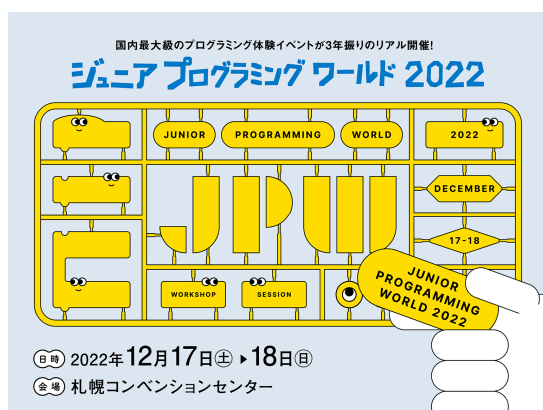 国内最大級のプログラミング体験イベントが3年振りのリアル開催!
ジュニア プログラミング ワールド 2022
JUNIOR PROGRAMMING WORLD 2022
JPW
DECEMBER
17-18
WORKSHOP SESSION
JUNIOR
PROGRAMMING
WORLD 2022
日時 2022年12月17日土▶18日日
会場 札幌コンベンションセンター